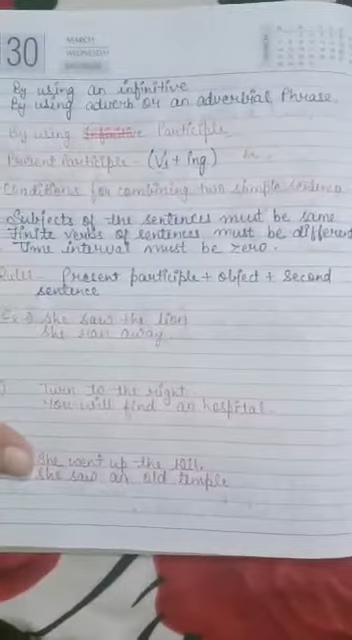 30
MARCH
WEDNESDAY
By using an infinitive
By using adverb or an adverbial Phrase.
By using Participle
Present Participle - (V1 + ing)
Conditions for combining two simple sentence
Subjects of the sentences must be same
Finite verbs of sentences must be different
Time interval must be zero.
Rules - Present participle + object + second
sentence
She saw the lion
She ran away.
Turn to the right
You will find an hospital.
She went up the hill.
She saw an old temple